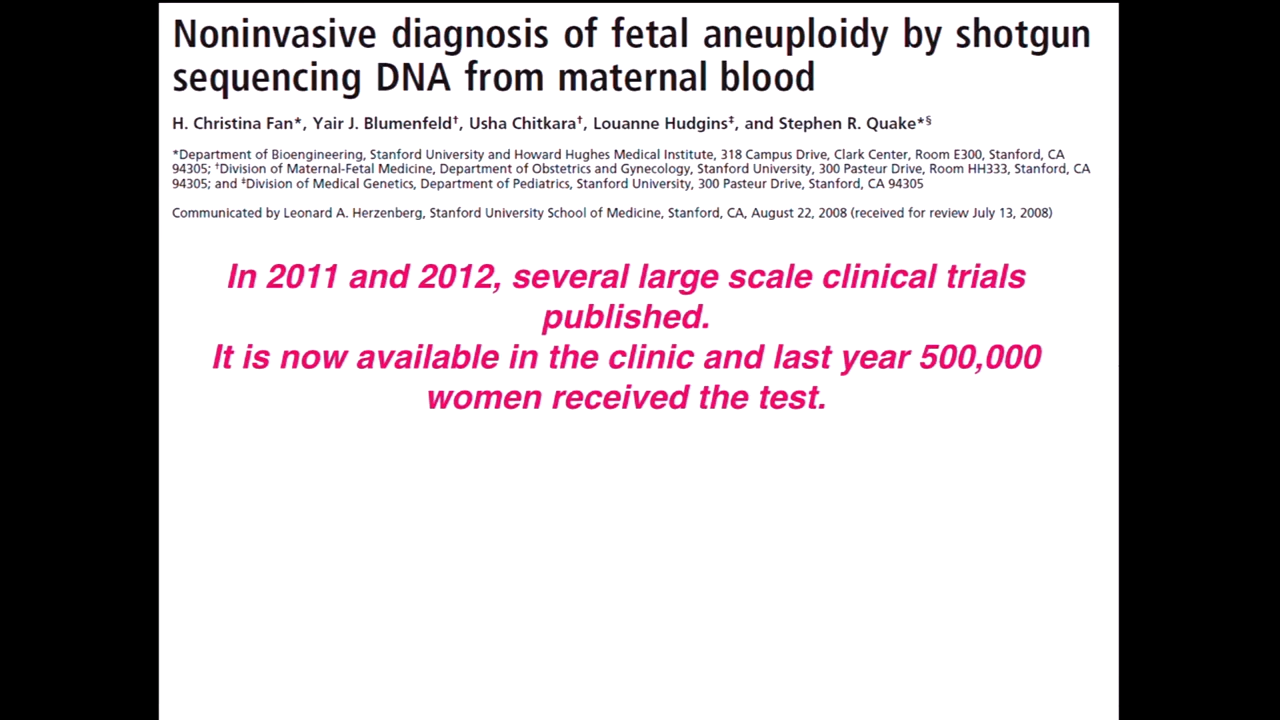 Noninvasive diagnosis of fetal aneuploidy by shotgun
sequencing DNA from maternal blood
H. Christina Fan*, Yair J. Blumenfeld†, Usha Chitkara†, Louanne Hudgins‡, and Stephen R. Quake*§
*Department of Bioengineering, Stanford University and Howard Hughes Medical Institute, 318 Campus Drive, Clark Center, Room E300, Stanford, CA
94305; †Division of Maternal-Fetal Medicine, Department of Obstetrics and Gynecology, Stanford University, 300 Pasteur Drive, Room HH333, Stanford, CA
94305; and ‡Division of Medical Genetics, Department of Pediatrics, Stanford University, 300 Pasteur Drive, Stanford, CA 94305
Communicated by Leonard A. Herzenberg, Stanford University School of Medicine, Stanford, CA, August 22, 2008 (received for review July 13, 2008)
In 2011 and 2012, several large scale clinical trials
published.
It is now available in the clinic and last year 500,000
women received the test.